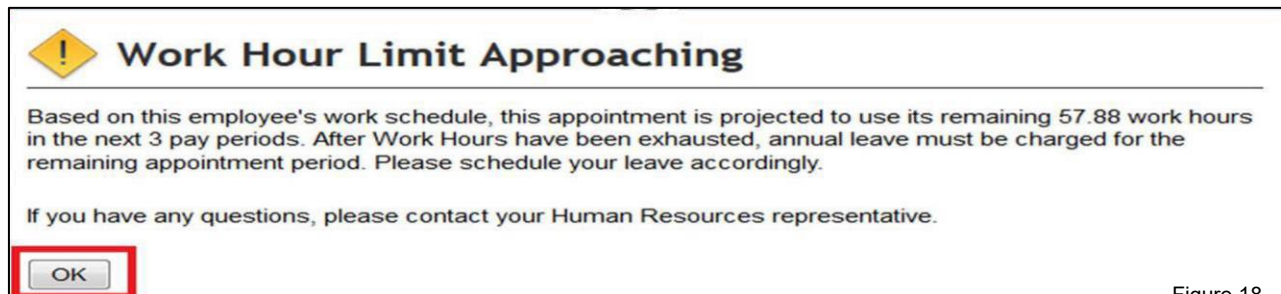 ! Work Hour Limit Approaching
Based on this employee's work schedule, this appointment is projected to use its remaining 57.88 work hours
in the next 3 pay periods. After Work Hours have been exhausted, annual leave must be charged for the
remaining appointment period. Please schedule your leave accordingly.
If you have any questions, please contact your Human Resources representative.
OK
Figure 18